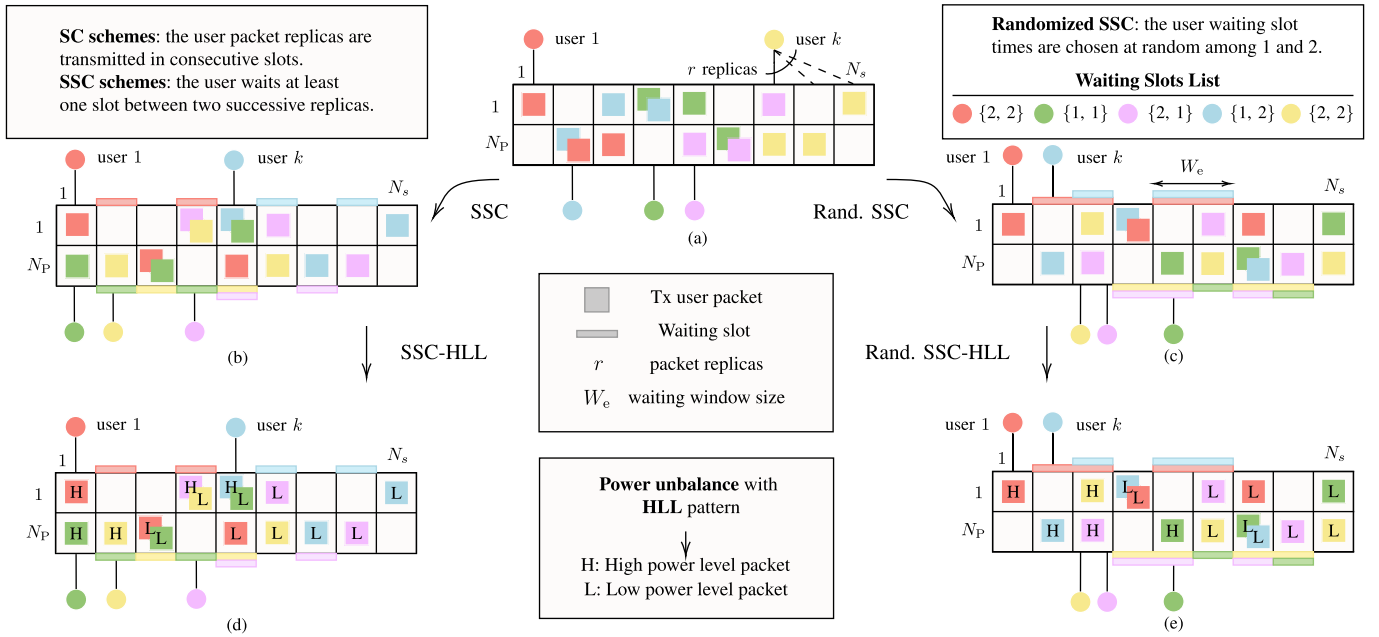 SC schemes: the user packet replicas are
transmitted in consecutive slots.
SSC schemes: the user waits at least
one slot between two successive replicas.
user 1
user k
r replicas
1
N_s
1
N_P
(a)
Randomized SSC: the user waiting slot
times are chosen at random among 1 and 2.
Waiting Slots List
{2, 2} {1, 1} {2, 1} {1, 2} {2, 2}
SSC
Rand. SSC
user 1
user k
1
N_s
1
N_P
(b)
user 1
user k
W_e
N_s
1
1
N_P
(c)
Tx user packet
Waiting slot
r packet replicas
W_e waiting window size
SSC-HLL
Rand. SSC-HLL
user 1
user k
1
N_s
1
H H L H L L L
N_P
H H L L L L L L
(d)
Power unbalance with
HLL pattern
H: High power level packet
L: Low power level packet
user 1
user k
1
N_s
1
H H L L L L L
N_P
H H H L L L L L
(e)